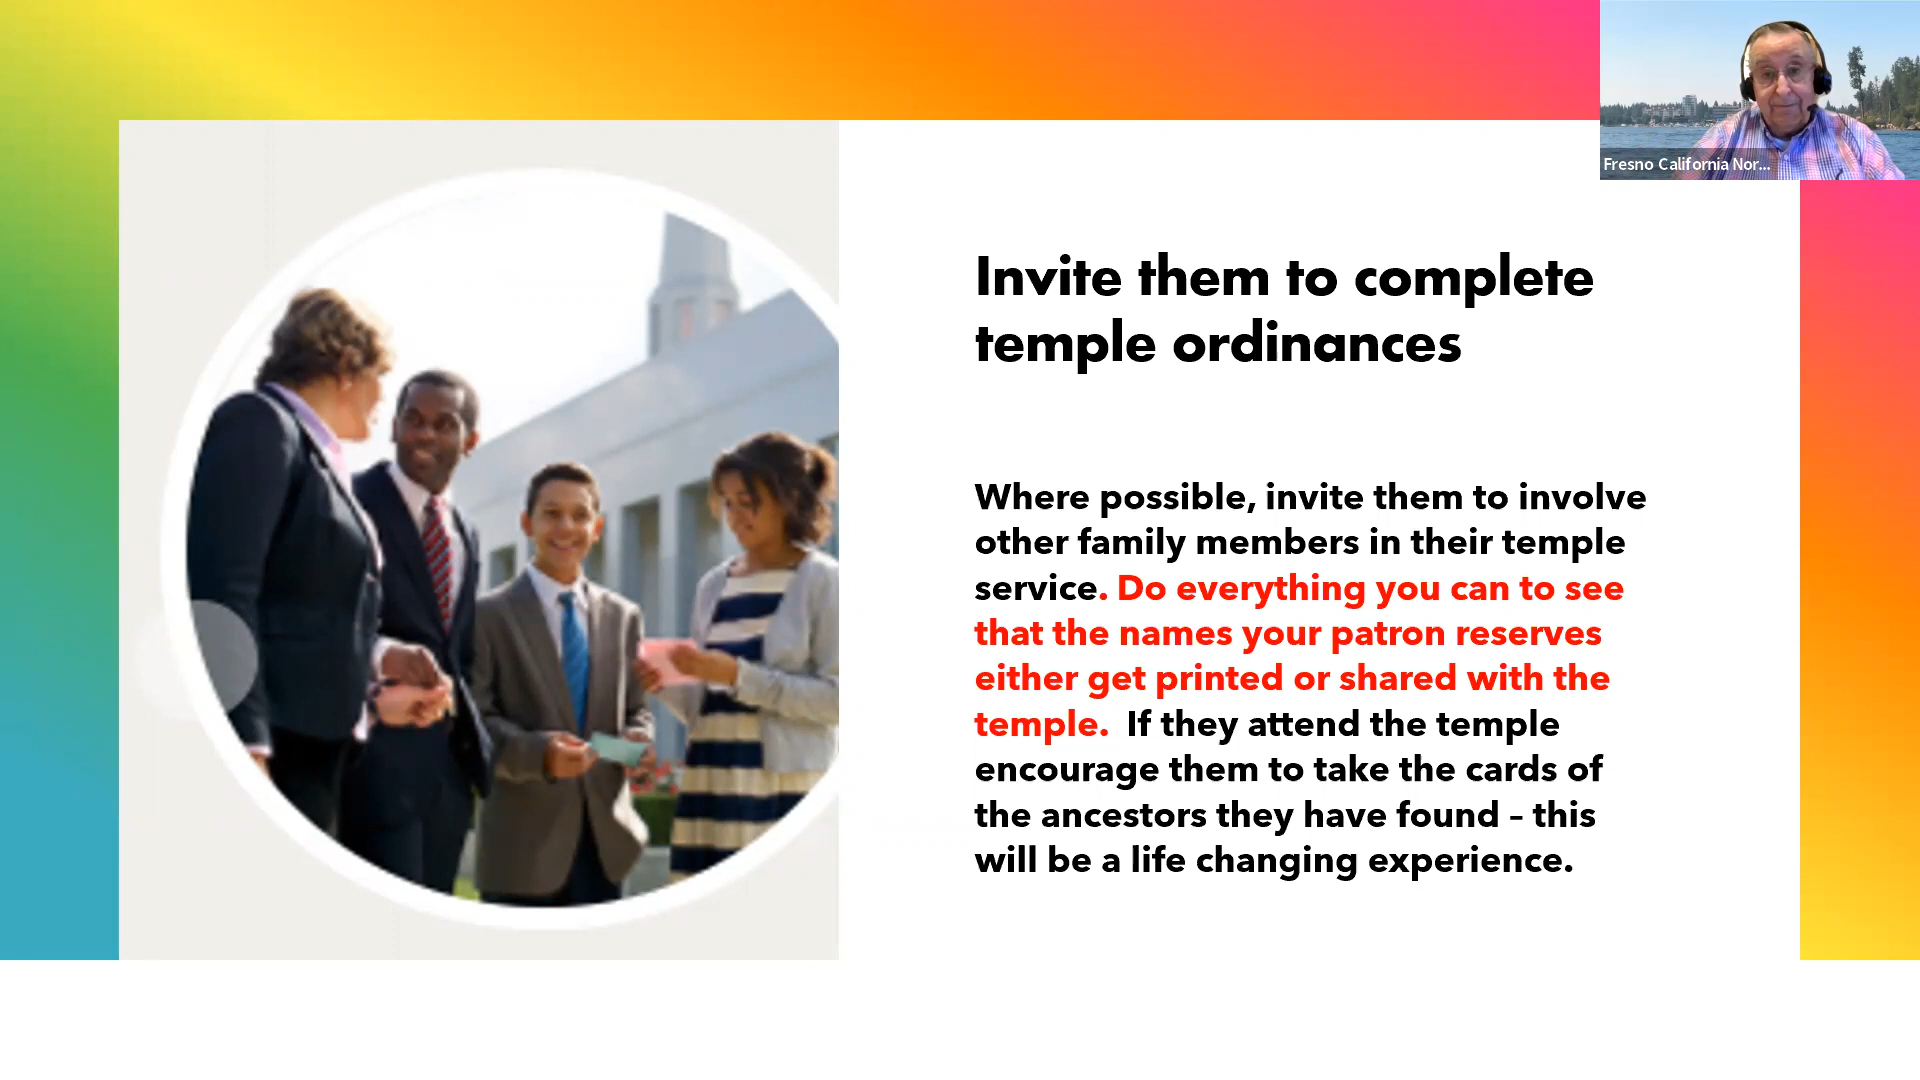 Fresno California Nor...
Invite them to complete
temple ordinances
Where possible, invite them to involve
other family members in their temple
service. Do everything you can to see
that the names your patron reserves
either get printed or shared with the
temple.  If they attend the temple
encourage them to take the cards of
the ancestors they have found – this
will be a life changing experience.